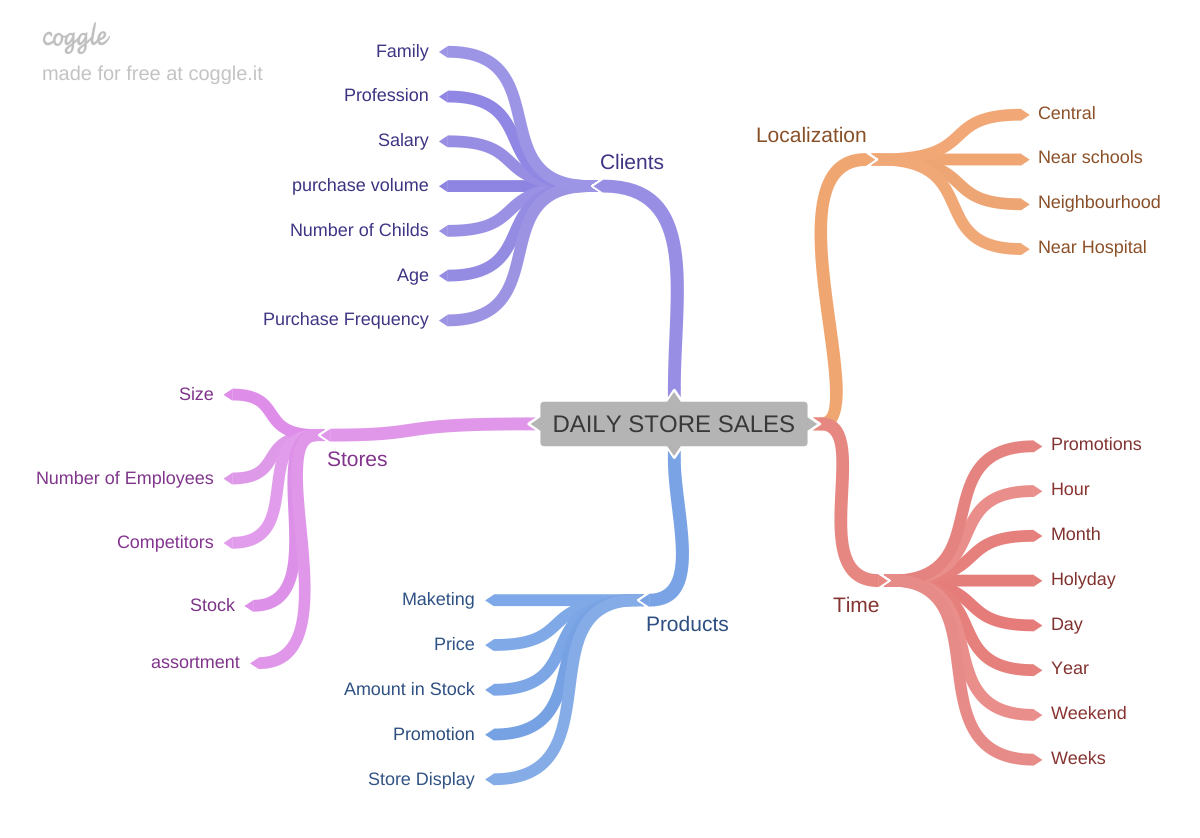 coggle
made for free at coggle.it
Family
Profession
Salary
purchase volume
Number of Childs
Age
Purchase Frequency
Clients
Localization
Central
Near schools
Neighbourhood
Near Hospital
DAILY STORE SALES
Size
Number of Employees
Competitors
Stock
assortment
Stores
Maketing
Price
Amount in Stock
Promotion
Store Display
Products
Time
Promotions
Hour
Month
Holyday
Day
Year
Weekend
Weeks